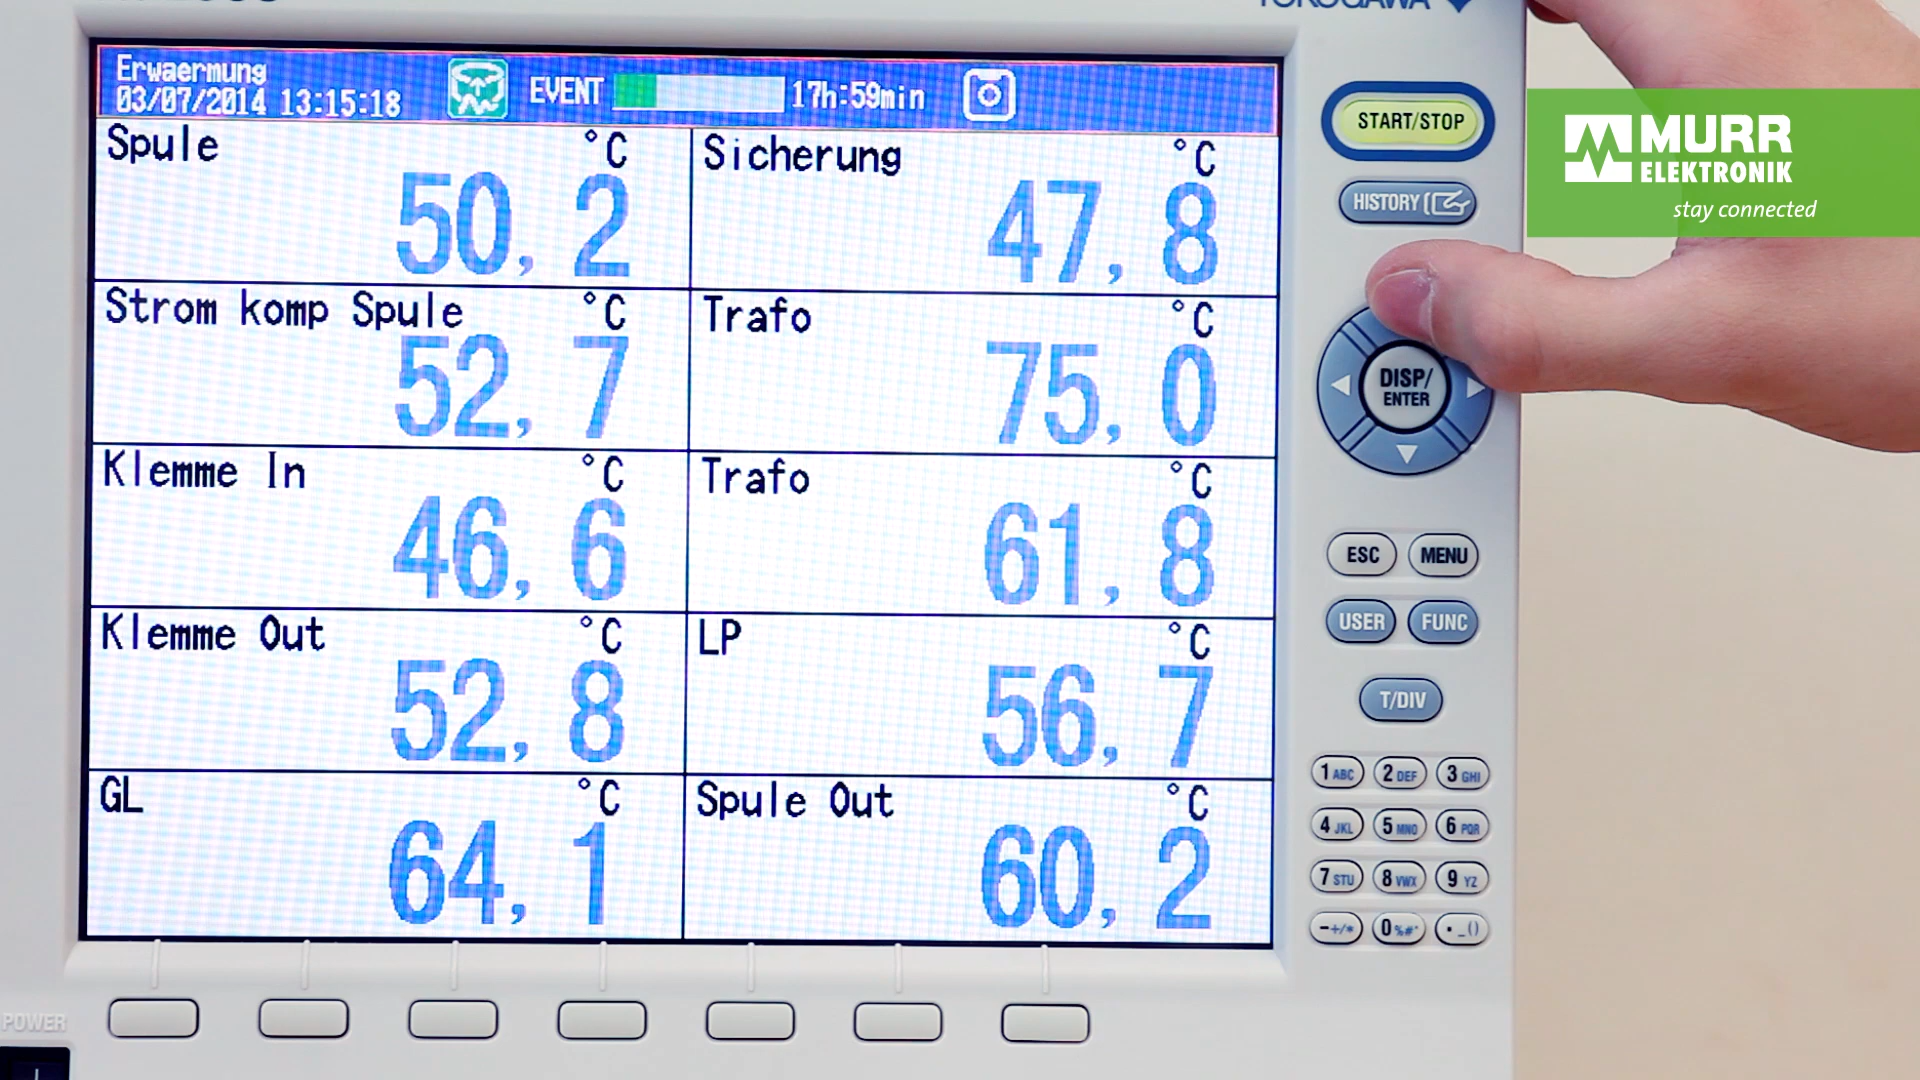 YOKOGAWA
Erwaermung
03/07/2014 13:15:18
EVENT
17h:59min
Spule °C
50,2
Sicherung °C
47,8
Strom komp Spule °C
52,7
Trafo °C
75,0
Klemme In °C
46,6
Trafo °C
61,8
Klemme Out °C
52,8
LP °C
56,7
GL °C
64,1
Spule Out °C
60,2
START/STOP
HISTORY
DISP/
ENTER
ESC MENU
USER FUNC
T/DIV
1 ABC 2 DEF 3 GHI
4 JKL 5 MNO 6 PQR
7 STU 8 VWX 9 YZ
-+/* 0 %#° ._()
POWER
MURR
ELEKTRONIK
stay connected